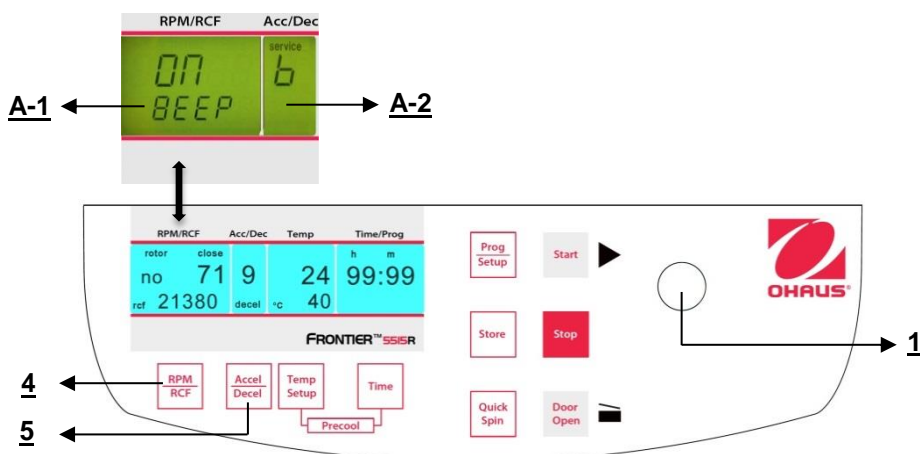 RPM/RCF Acc/Dec
service
ON b
BEEP
A-1 A-2
RPM/RCF Acc/Dec Temp Time/Prog
rotor close h m
no 71 9 24 99:99
rcf 21380 decel °C 40
FRONTIER™ 5515R
RPM
RCF
Accel
Decel
Temp
Setup
Time
Precool
4
5
Prog
Setup
Start
Store
Stop
Quick
Spin
Door
Open
OHAUS®
1